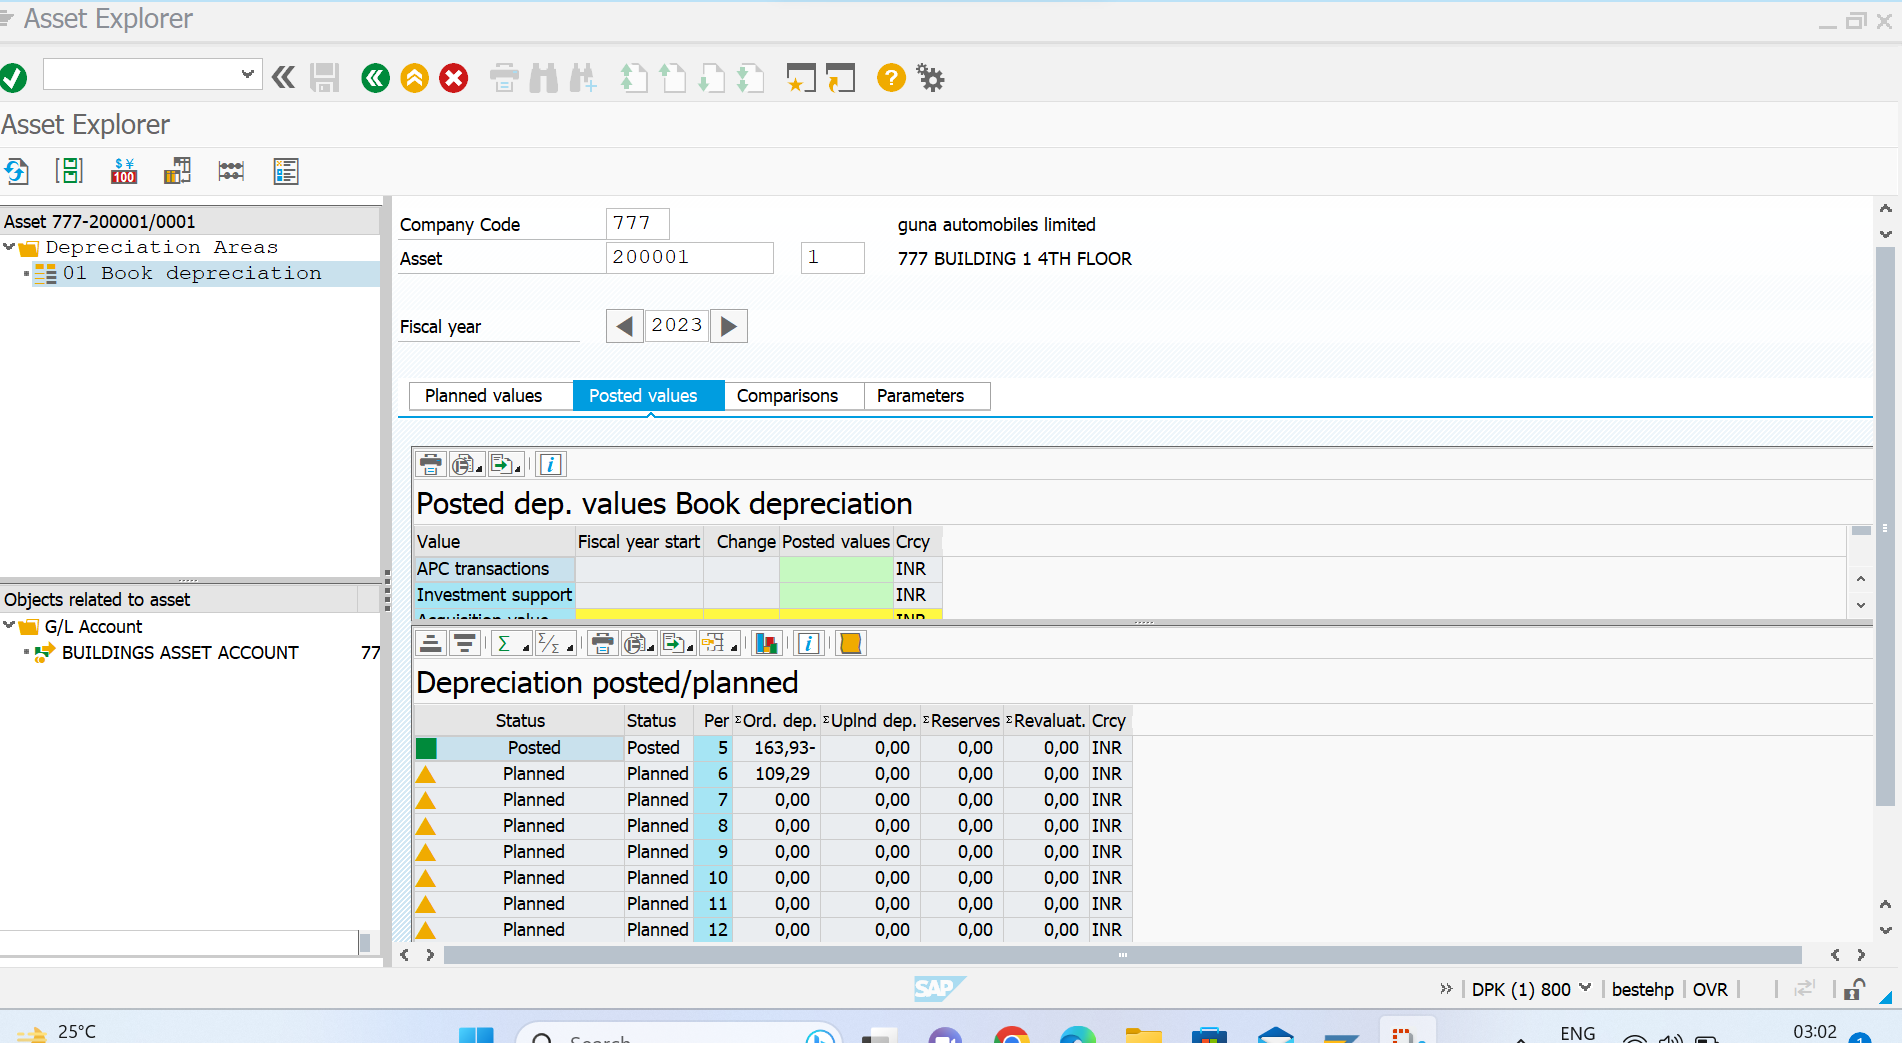 Asset Explorer
Asset Explorer
$ ¥
100
Asset 777-200001/0001
Depreciation Areas
01 Book depreciation
Objects related to asset
G/L Account
BUILDINGS ASSET ACCOUNT 77
Company Code 777 guna automobiles limited
Asset 200001 1 777 BUILDING 1 4TH FLOOR
Fiscal year 2023
Planned values Posted values Comparisons Parameters
Posted dep. values Book depreciation
Value Fiscal year start Change Posted values Crcy
APC transactions INR
Investment support INR
Acquisition value INR
Depreciation posted/planned
Status Status Per ΣOrd. dep. ΣUplnd dep. ΣReserves ΣRevaluat. Crcy
Posted Posted 5 163,93- 0,00 0,00 0,00 INR
Planned Planned 6 109,29 0,00 0,00 0,00 INR
Planned Planned 7 0,00 0,00 0,00 0,00 INR
Planned Planned 8 0,00 0,00 0,00 0,00 INR
Planned Planned 9 0,00 0,00 0,00 0,00 INR
Planned Planned 10 0,00 0,00 0,00 0,00 INR
Planned Planned 11 0,00 0,00 0,00 0,00 INR
Planned Planned 12 0,00 0,00 0,00 0,00 INR
SAP
DPK (1) 800 bestehp OVR
25°C
Search
ENG
03:02
1